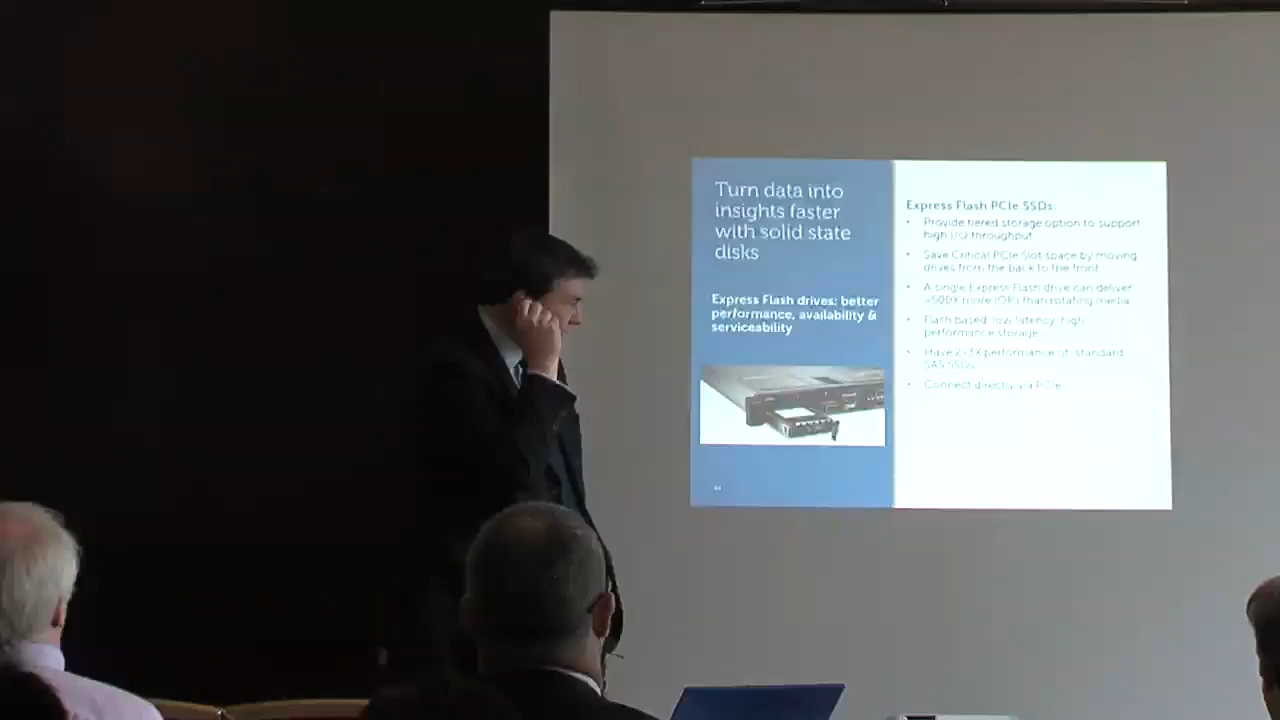 Turn data into
insights faster
with solid state
disks
Express Flash drives: better
performance, availability &
serviceability
Express Flash PCIe SSDs:
• Provide tiered storage option to support
high I/O throughput
• Save Critical PCIe Slot space by moving
drives from the back to the front
• A single Express Flash drive can deliver
>500X more IOPs than rotating media
• Flash based, low latency, high
performance storage
• Have 2-3X performance of standard
SAS SSDs
• Connect directly via PCIe